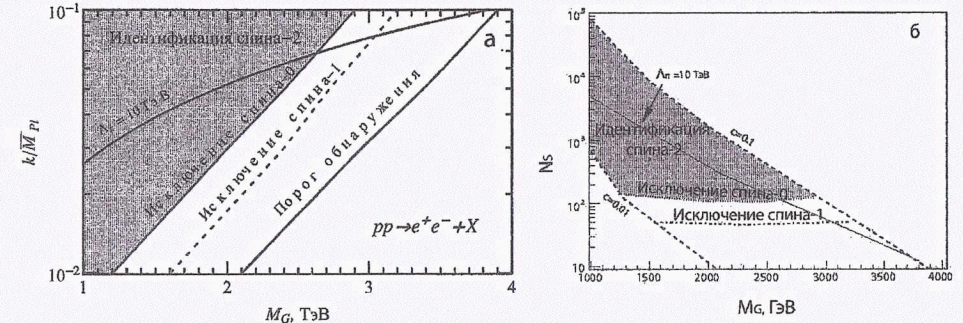 10⁻¹
Идентификация спина-2
а
Λπ = 10 ТэВ
Исключение спина-0
Исключение спина-1
Порог обнаружения
k/M̅Pl
pp→e⁺e⁻+X
10⁻²
1 2 3 4
MG, ТэВ
10⁵
б
Λπ =10 ТэВ
10⁴
c=0.1
Идентификация
10³
спина-2
Ns
Исключение спина-0
10²
c=0.01
Исключение спина-1
10
1000 1500 2000 2500 3000 3500 4000
MG, ГэВ